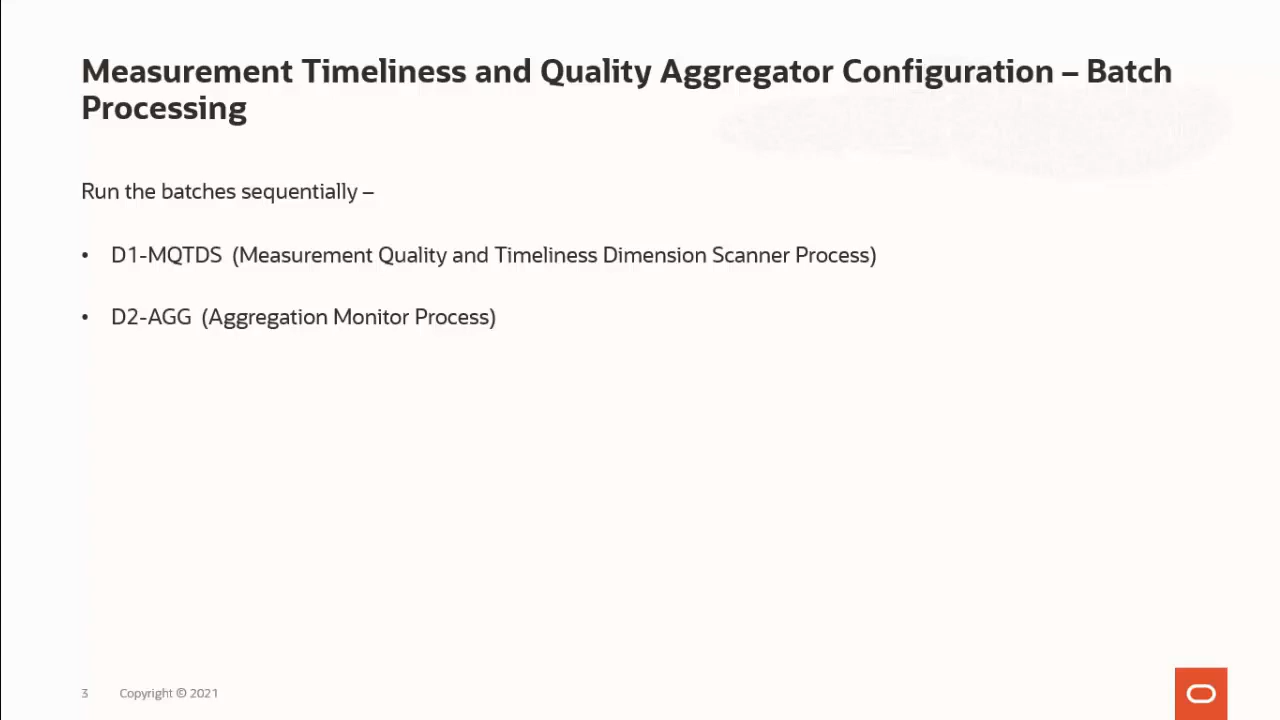 Measurement Timeliness and Quality Aggregator Configuration – Batch
Processing
Run the batches sequentially –
• D1-MQTDS (Measurement Quality and Timeliness Dimension Scanner Process)
• D2-AGG (Aggregation Monitor Process)
3 Copyright © 2021